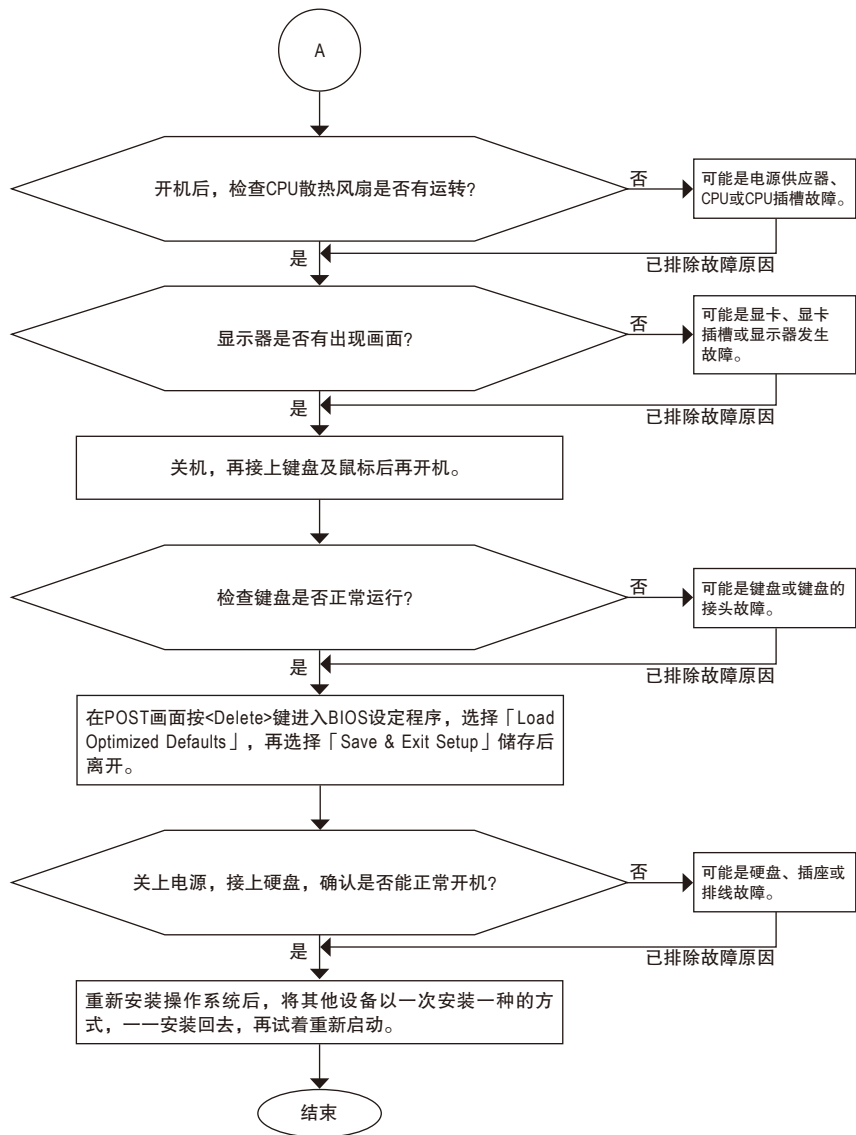 A
开机后，检查CPU散热风扇是否有运转？
否
可能是电源供应器、
CPU或CPU插槽故障。
是
已排除故障原因
显示器是否有出现画面？
否
可能是显卡、显卡
插槽或显示器发生
故障。
是
已排除故障原因
关机，再接上键盘及鼠标后再开机。
检查键盘是否正常运行？
否
可能是键盘或键盘的
接头故障。
是
已排除故障原因
在POST画面按<Delete>键进入BIOS设定程序，选择「Load
Optimized Defaults」，再选择「Save & Exit Setup」储存后
离开。
关上电源，接上硬盘，确认是否能正常开机？
否
可能是硬盘、插座或
排线故障。
是
已排除故障原因
重新安装操作系统后，将其他设备以一次安装一种的方
式，一一安装回去，再试着重新启动。
结束